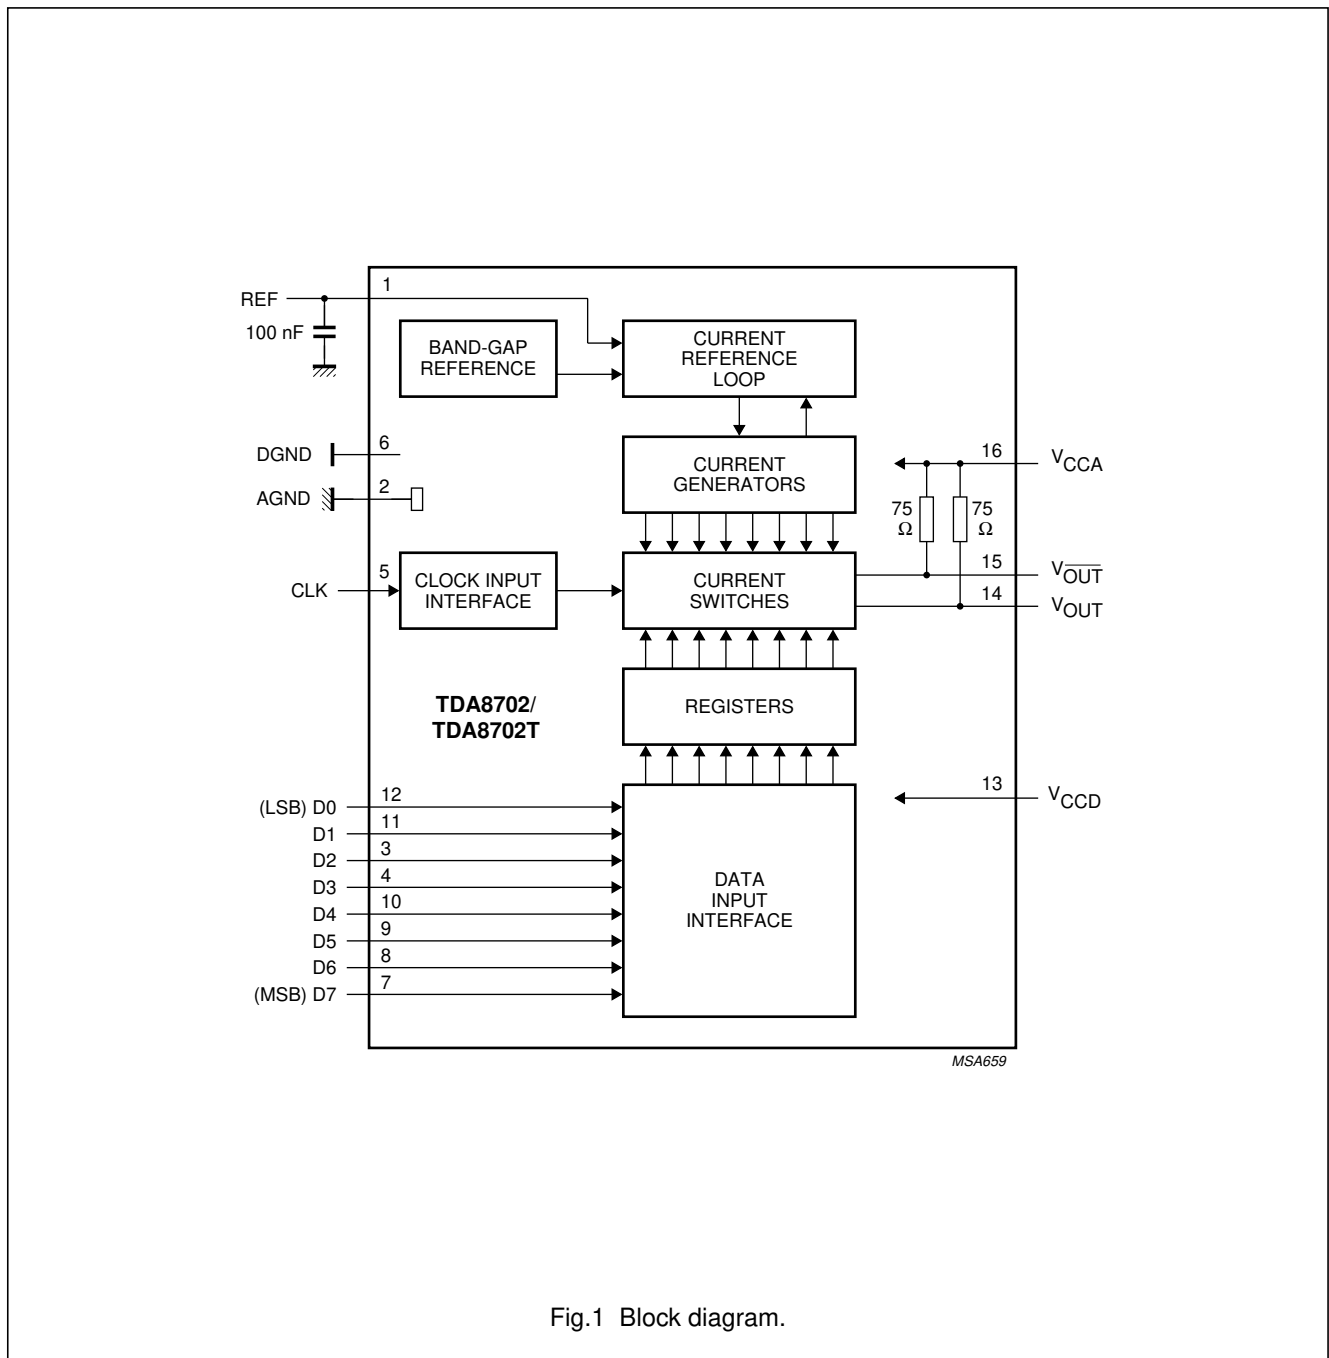 1
REF
100 nF
BAND-GAP
REFERENCE
CURRENT
REFERENCE
LOOP
DGND
6
AGND
2
CURRENT
GENERATORS
16
VCCA
75
Ω
75
Ω
CLK
5
CLOCK INPUT
INTERFACE
CURRENT
SWITCHES
15
VOUT
14
VOUT
TDA8702/
TDA8702T
REGISTERS
13
VCCD
(LSB) D0
12
D1
11
D2
3
D3
4
D4
10
D5
9
D6
8
(MSB) D7
7
DATA
INPUT
INTERFACE
MSA659
Fig.1 Block diagram.